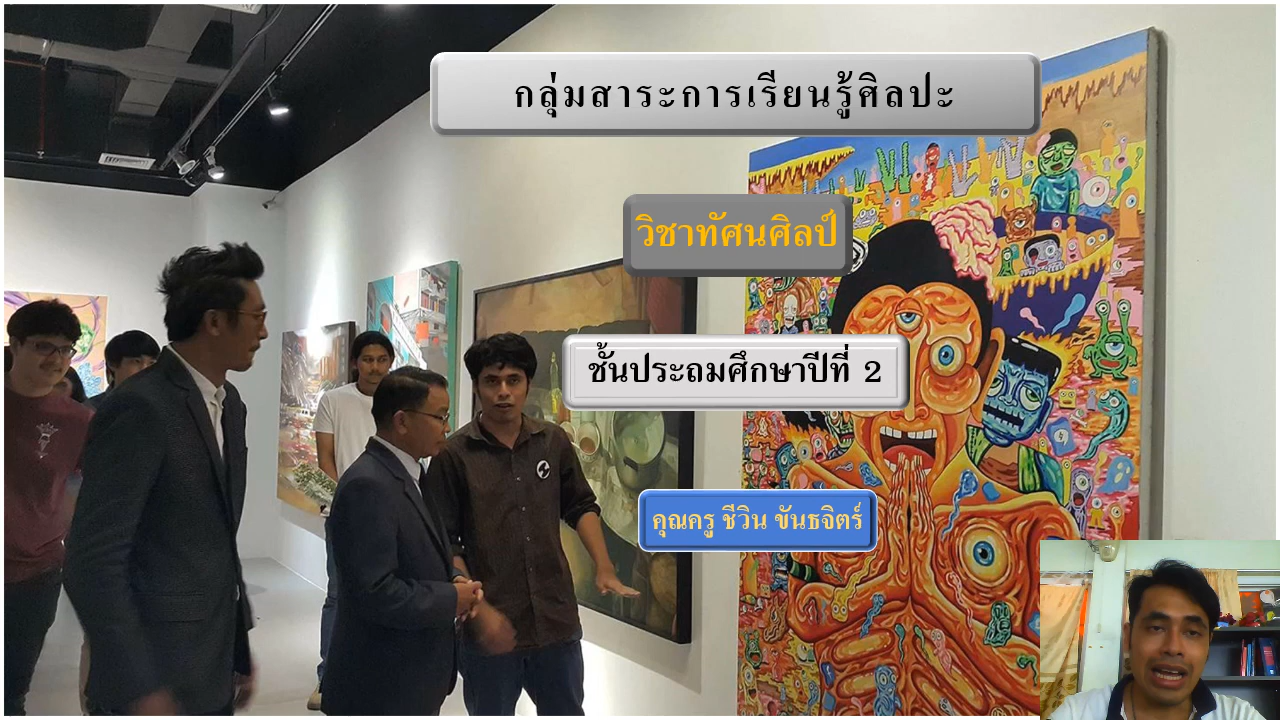 กลุ่มสาระการเรียนรู้ศิลปะ
วิชาทัศนศิลป์
ชั้นประถมศึกษาปีที่ 2
คุณครู ชีวิน ขันธจิตร์